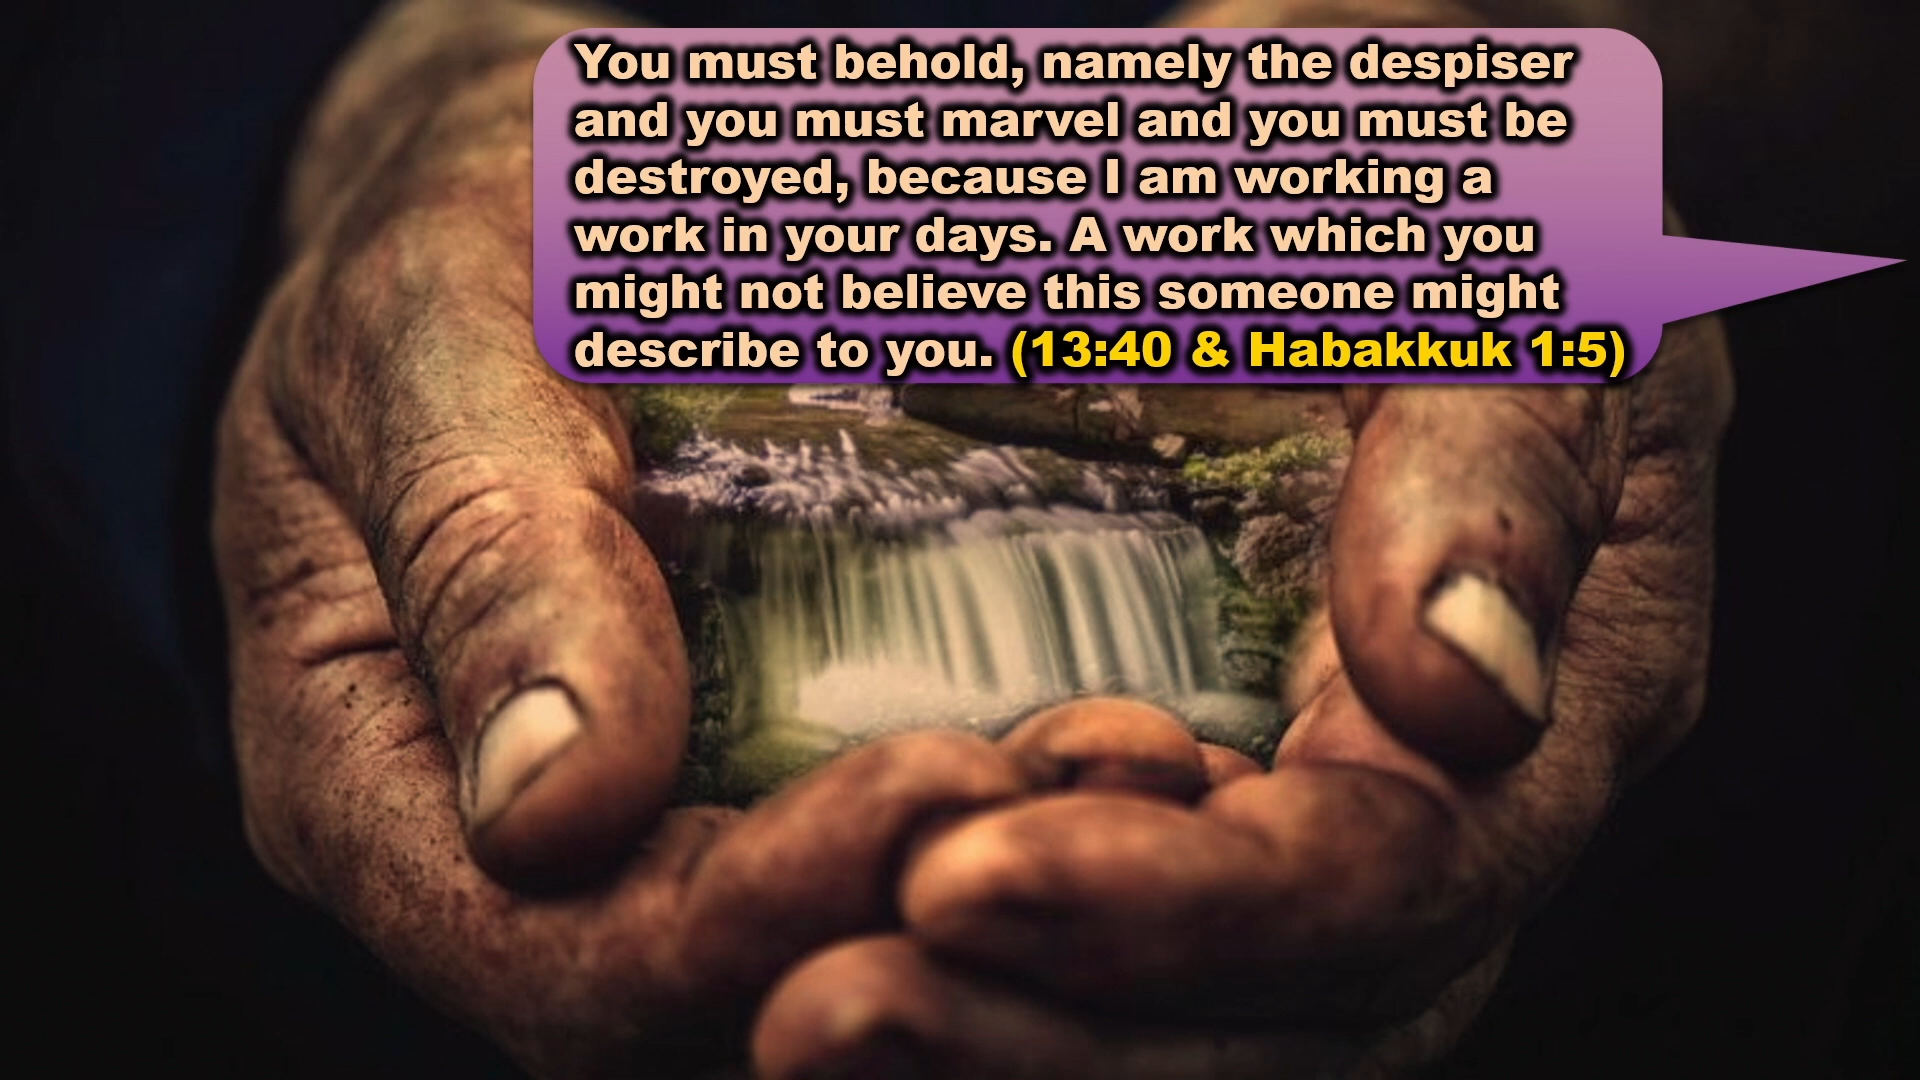 You must behold, namely the despiser
and you must marvel and you must be
destroyed, because I am working a
work in your days. A work which you
might not believe this someone might
describe to you. (13:40 & Habakkuk 1:5)